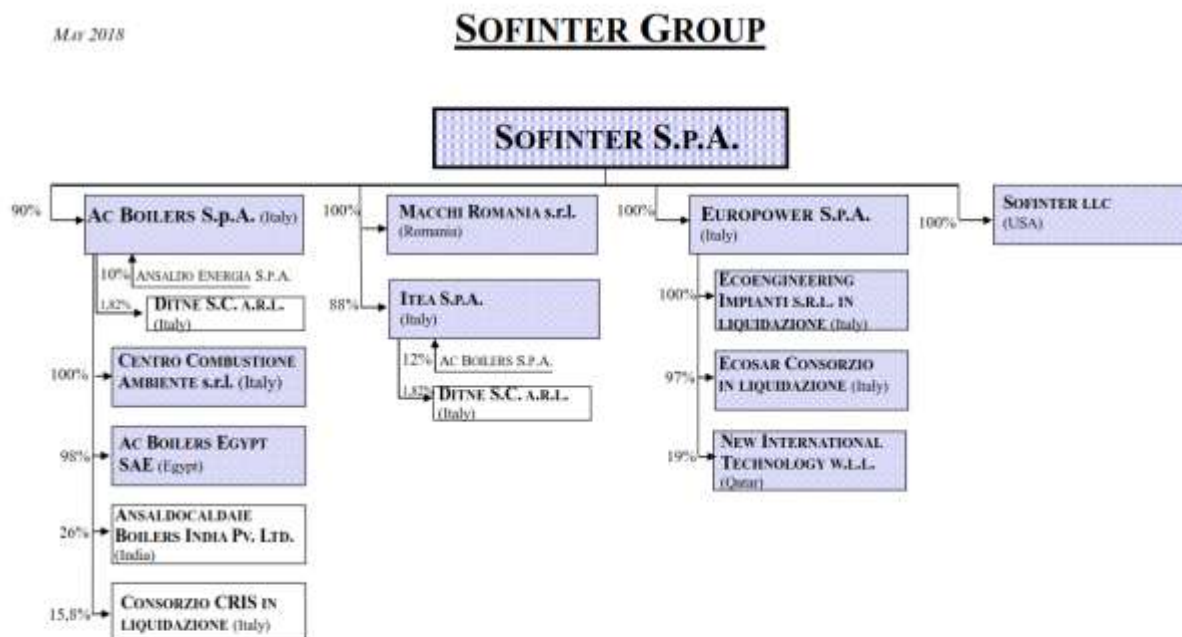 MAY 2018
SOFINTER GROUP
SOFINTER S.P.A.
90%
AC BOILERS S.p.A. (Italy)
10%
ANSALDO ENERGIA S.P.A.
1,82%
DITNE S.C. A.R.L.
(Italy)
100%
CENTRO COMBUSTIONE
AMBIENTE s.r.l. (Italy)
98%
AC BOILERS EGYPT
SAE (Egypt)
26%
ANSALDOCALDAIE
BOILERS INDIA PV. LTD.
(India)
15,8%
CONSORZIO CRIS IN
LIQUIDAZIONE (Italy)
100%
MACCHI ROMANIA s.r.l.
(Romania)
88%
ITEA S.P.A.
(Italy)
12%
AC BOILERS S.P.A.
1,82%
DITNE S.C. A.R.L.
(Italy)
100%
EUROPOWER S.P.A.
(Italy)
100%
ECOENGINEERING
IMPIANTI S.R.L. IN
LIQUIDAZIONE (Italy)
97%
ECOSAR CONSORZIO
IN LIQUIDAZIONE (Italy)
19%
NEW INTERNATIONAL
TECHNOLOGY W.L.L.
(Qatar)
100%
SOFINTER LLC
(USA)